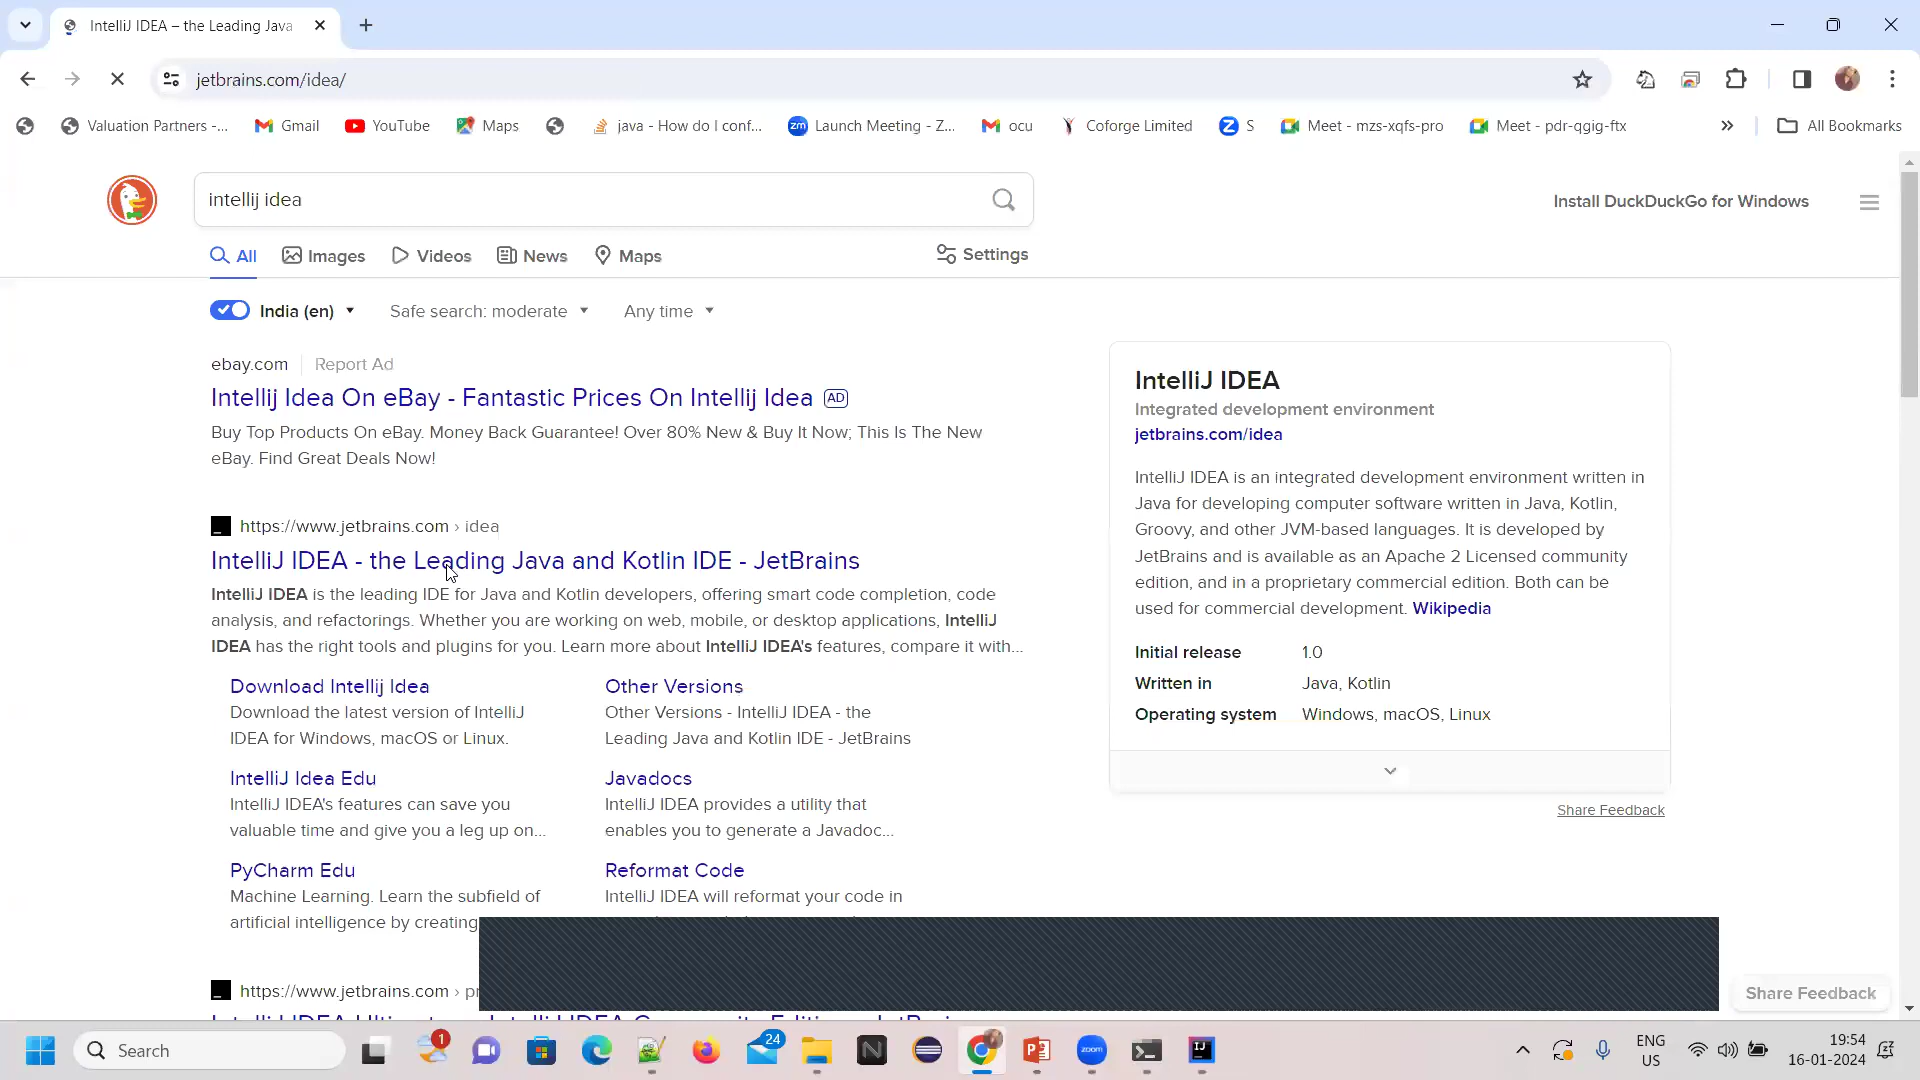 IntelliJ IDEA – the Leading Java
jetbrains.com/idea/
Valuation Partners -...
Gmail
YouTube
Maps
java - How do I conf...
zm Launch Meeting - Z...
ocu
Coforge Limited
Z S
Meet - mzs-xqfs-pro
Meet - pdr-qgig-ftx
All Bookmarks
intellij idea
Install DuckDuckGo for Windows
All
Images
Videos
News
Maps
Settings
India (en)
Safe search: moderate
Any time
ebay.com
Report Ad
Intellij Idea On eBay - Fantastic Prices On Intellij Idea AD
Buy Top Products On eBay. Money Back Guarantee! Over 80% New & Buy It Now; This Is The New
eBay. Find Great Deals Now!
https://www.jetbrains.com › idea
IntelliJ IDEA - the Leading Java and Kotlin IDE - JetBrains
IntelliJ IDEA is the leading IDE for Java and Kotlin developers, offering smart code completion, code
analysis, and refactorings. Whether you are working on web, mobile, or desktop applications, IntelliJ
IDEA has the right tools and plugins for you. Learn more about IntelliJ IDEA's features, compare it with...
Download Intellij Idea
Download the latest version of IntelliJ
IDEA for Windows, macOS or Linux.
Other Versions
Other Versions - IntelliJ IDEA - the
Leading Java and Kotlin IDE - JetBrains
IntelliJ Idea Edu
IntelliJ IDEA's features can save you
valuable time and give you a leg up on...
Javadocs
IntelliJ IDEA provides a utility that
enables you to generate a Javadoc...
PyCharm Edu
Machine Learning. Learn the subfield of
artificial intelligence by creating
Reformat Code
IntelliJ IDEA will reformat your code in
https://www.jetbrains.com ›
IntelliJ IDEA
Integrated development environment
jetbrains.com/idea
IntelliJ IDEA is an integrated development environment written in
Java for developing computer software written in Java, Kotlin,
Groovy, and other JVM-based languages. It is developed by
JetBrains and is available as an Apache 2 Licensed community
edition, and in a proprietary commercial edition. Both can be
used for commercial development. Wikipedia
Initial release 1.0
Written in Java, Kotlin
Operating system Windows, macOS, Linux
Share Feedback
Share Feedback
Search
1
24
zoom
IJ
ENG
US
19:54
16-01-2024